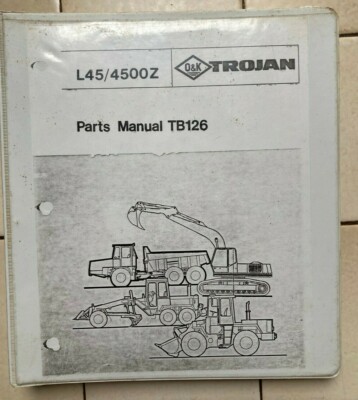 L45/4500Z O&K TROJAN
Parts Manual TB126